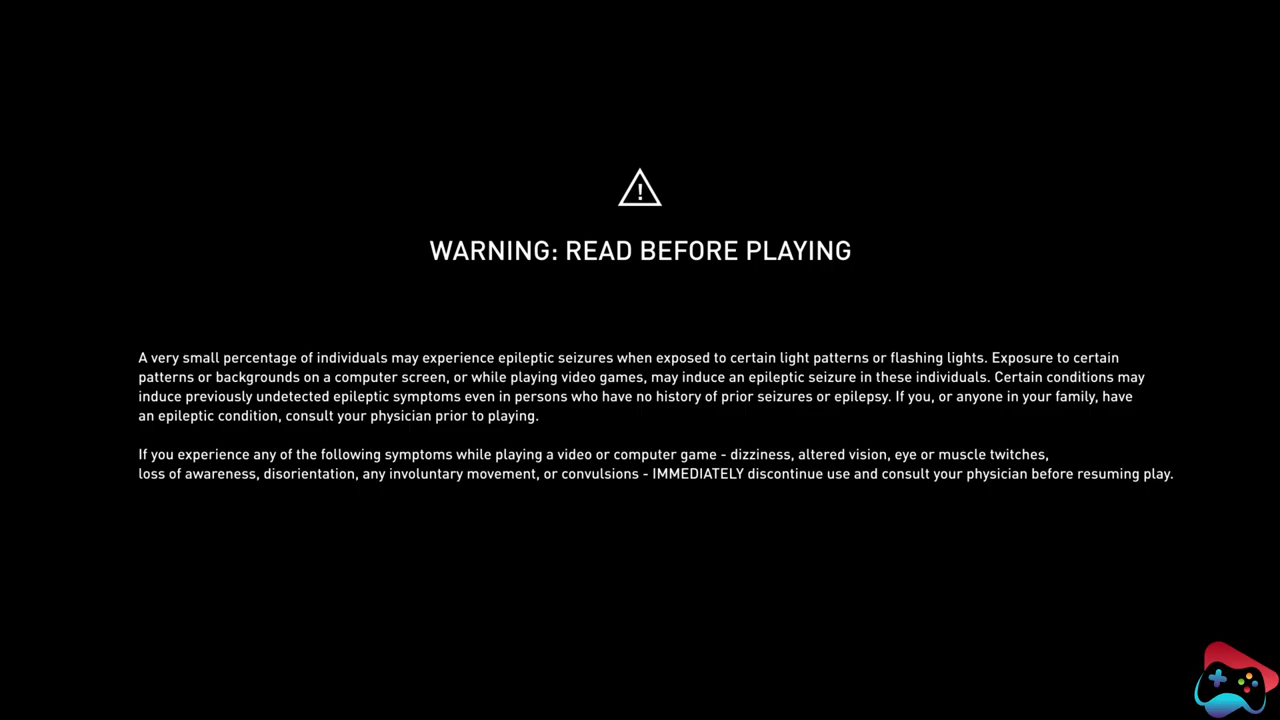 WARNING: READ BEFORE PLAYING
A very small percentage of individuals may experience epileptic seizures when exposed to certain light patterns or flashing lights. Exposure to certain
patterns or backgrounds on a computer screen, or while playing video games, may induce an epileptic seizure in these individuals. Certain conditions may
induce previously undetected epileptic symptoms even in persons who have no history of prior seizures or epilepsy. If you, or anyone in your family, have
an epileptic condition, consult your physician prior to playing.
If you experience any of the following symptoms while playing a video or computer game - dizziness, altered vision, eye or muscle twitches,
loss of awareness, disorientation, any involuntary movement, or convulsions - IMMEDIATELY discontinue use and consult your physician before resuming play.